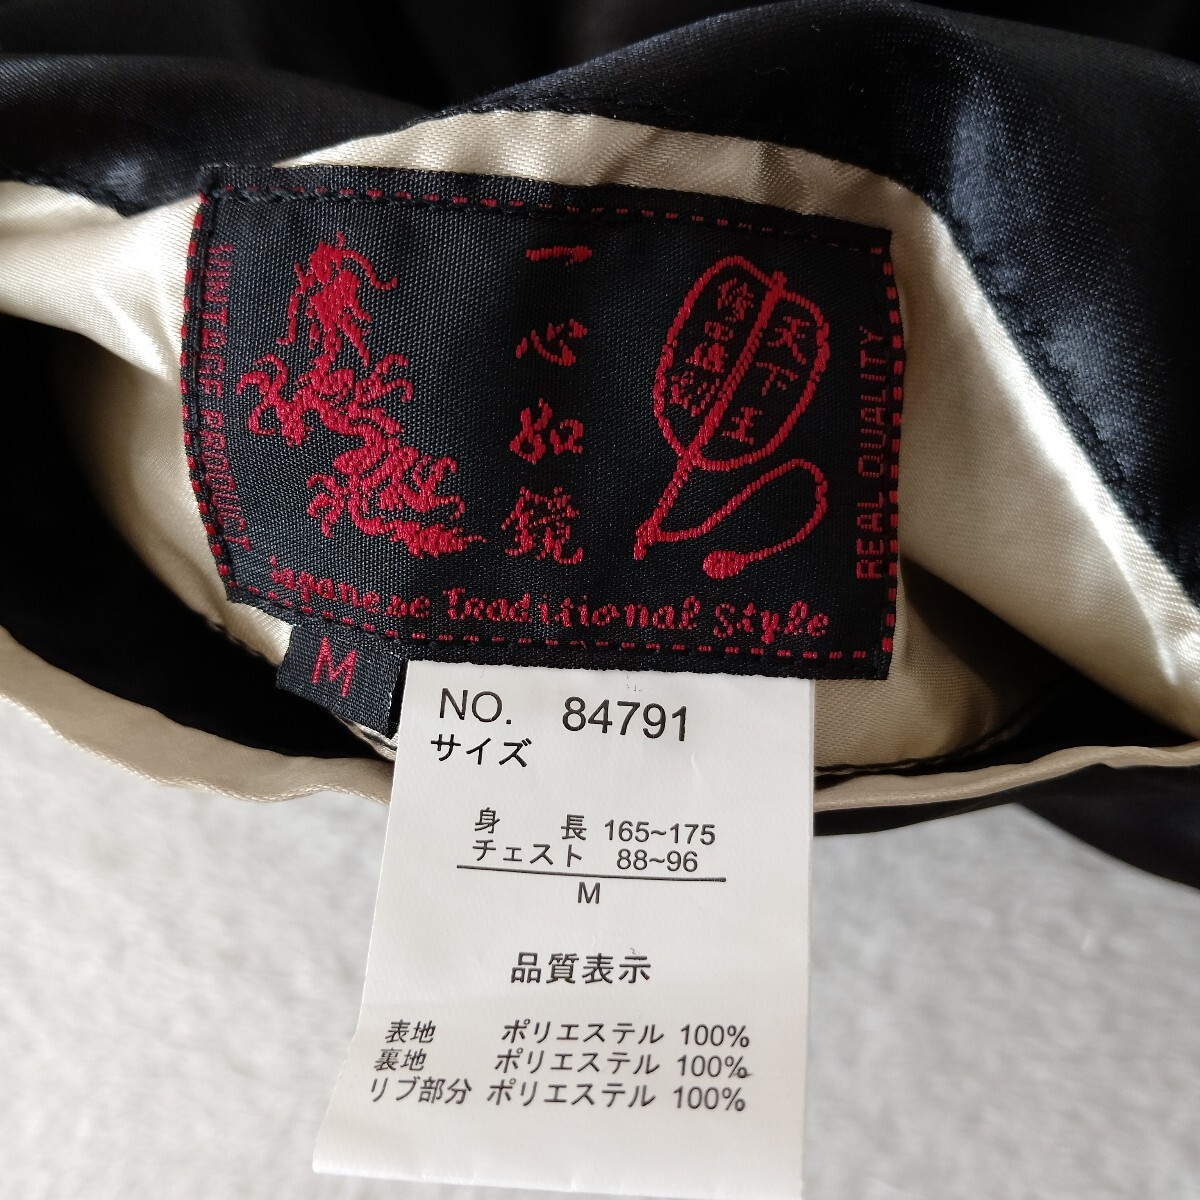 VINTAGE PRODUCT
一心如鏡
天下王
REAL QUALITY
Japanese Traditional Style
M
NO. 84791
サイズ
身 長 165~175
チェスト 88~96
M
品質表示
表地 ポリエステル 100%
裏地 ポリエステル 100%
リブ部分 ポリエステル 100%